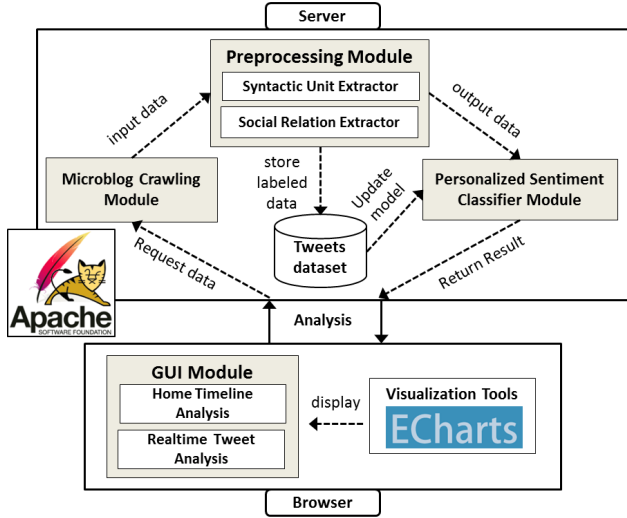 Server
Preprocessing Module
Syntactic Unit Extractor
Social Relation Extractor
input data
output data
Microblog Crawling
Module
store
labeled
data
Update
model
Personalized Sentiment
Classifier Module
Tweets
dataset
Request data
Return Result
Apache
SOFTWARE FOUNDATION
Analysis
GUI Module
Home Timeline
Analysis
Realtime Tweet
Analysis
display
Visualization Tools
ECharts
Browser